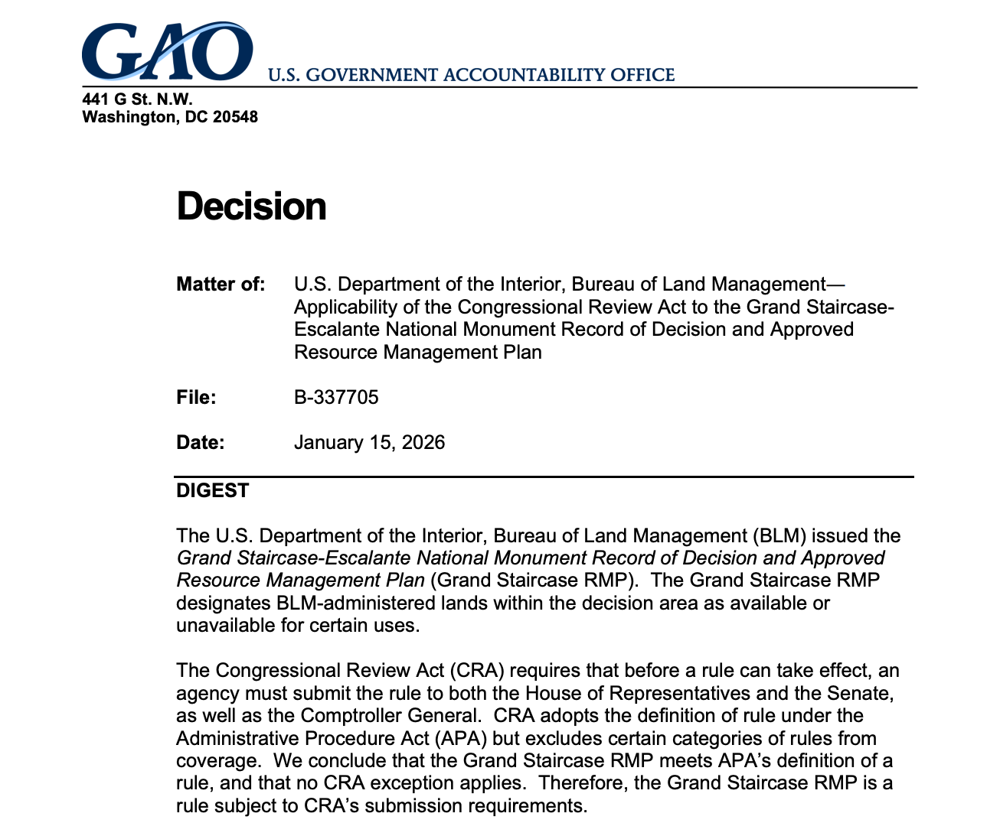 GAO
U.S. GOVERNMENT ACCOUNTABILITY OFFICE
441 G St. N.W.
Washington, DC 20548
Decision
Matter of: U.S. Department of the Interior, Bureau of Land Management—
Applicability of the Congressional Review Act to the Grand Staircase-
Escalante National Monument Record of Decision and Approved
Resource Management Plan
File: B-337705
Date: January 15, 2026
DIGEST
The U.S. Department of the Interior, Bureau of Land Management (BLM) issued the
Grand Staircase-Escalante National Monument Record of Decision and Approved
Resource Management Plan (Grand Staircase RMP).  The Grand Staircase RMP
designates BLM-administered lands within the decision area as available or
unavailable for certain uses.
The Congressional Review Act (CRA) requires that before a rule can take effect, an
agency must submit the rule to both the House of Representatives and the Senate,
as well as the Comptroller General.  CRA adopts the definition of rule under the
Administrative Procedure Act (APA) but excludes certain categories of rules from
coverage.  We conclude that the Grand Staircase RMP meets APA’s definition of a
rule, and that no CRA exception applies.  Therefore, the Grand Staircase RMP is a
rule subject to CRA’s submission requirements.